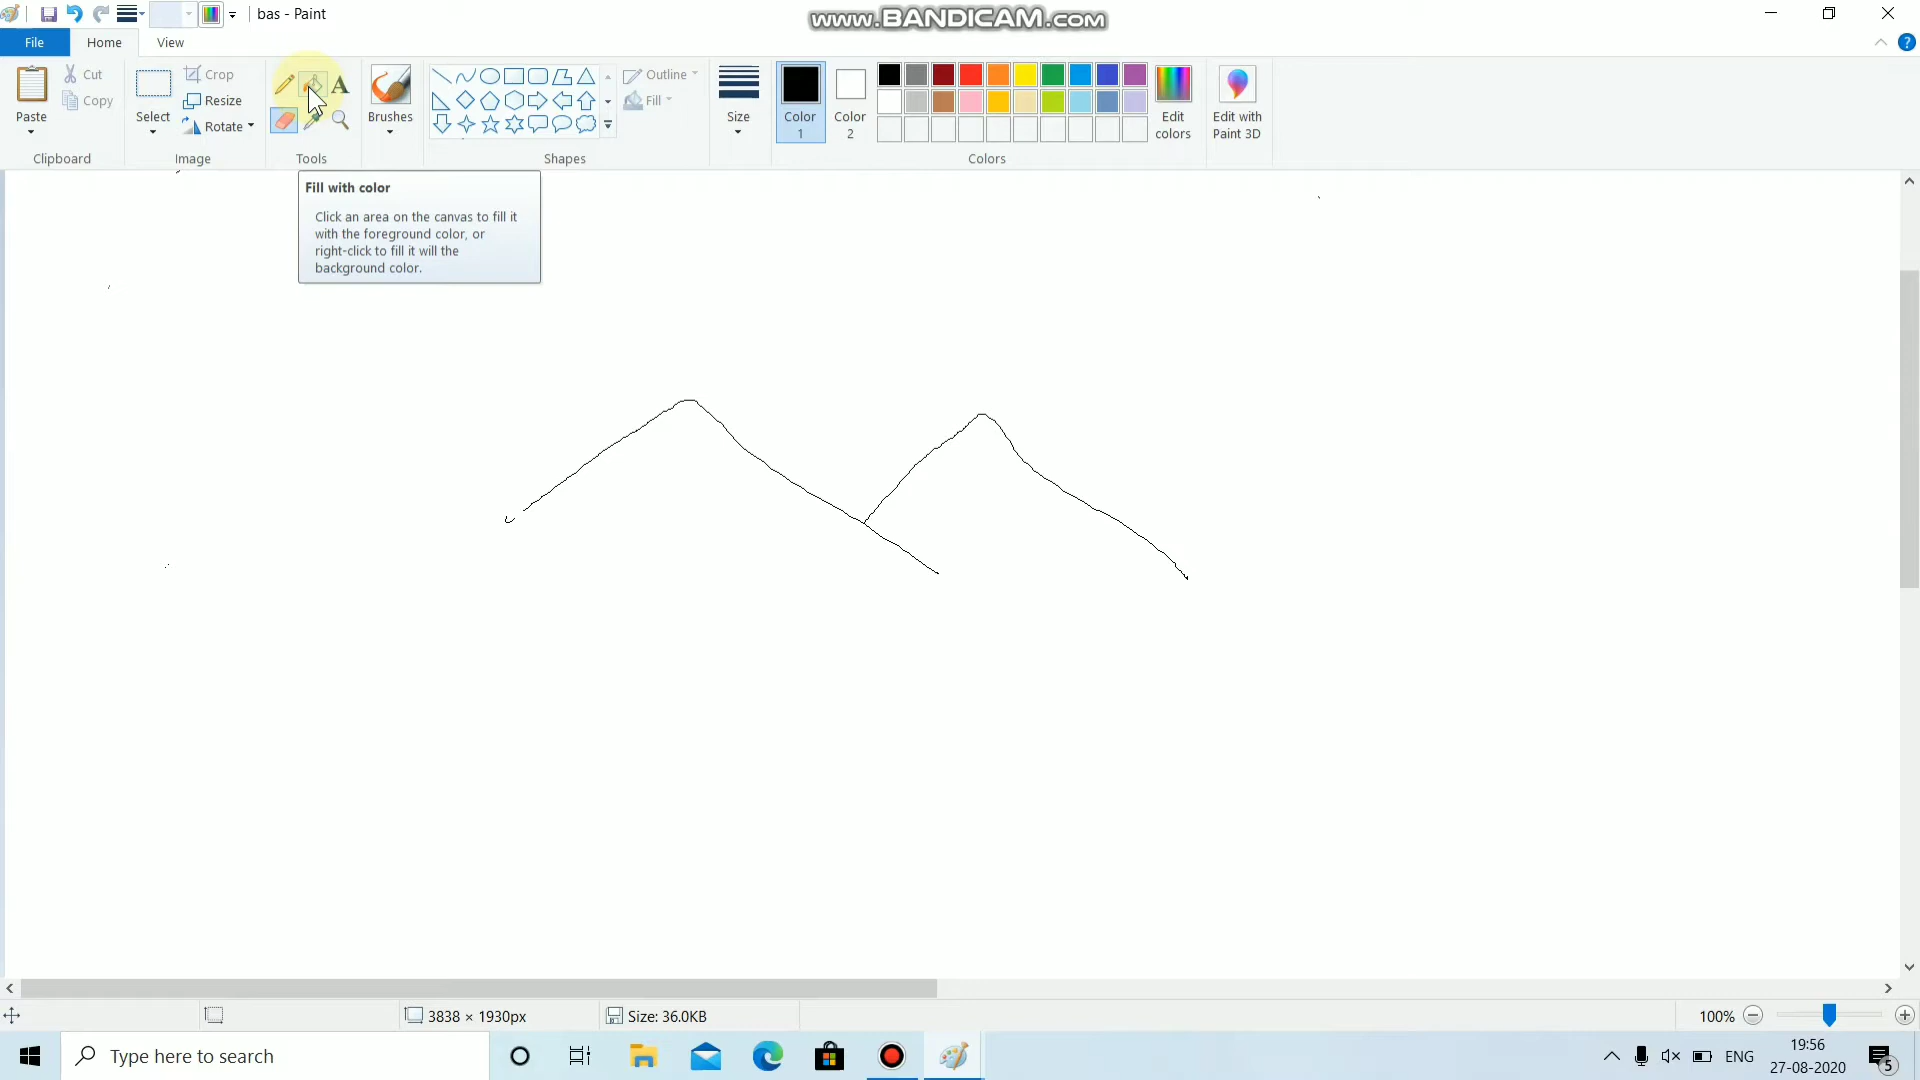 bas - Paint
www.BANDICAM.com
File
Home
View
Paste
Cut
Copy
Clipboard
Select
Crop
Resize
Rotate
Image
A
Tools
Brushes
Outline
Fill
Shapes
Size
Color
1
Color
2
Edit
colors
Colors
Edit with
Paint 3D
?
Fill with color
Click an area on the canvas to fill it
with the foreground color, or
right-click to fill it will the
background color.
3838 × 1930px
Size: 36.0KB
100%
Type here to search
ENG
19:56
27-08-2020
5